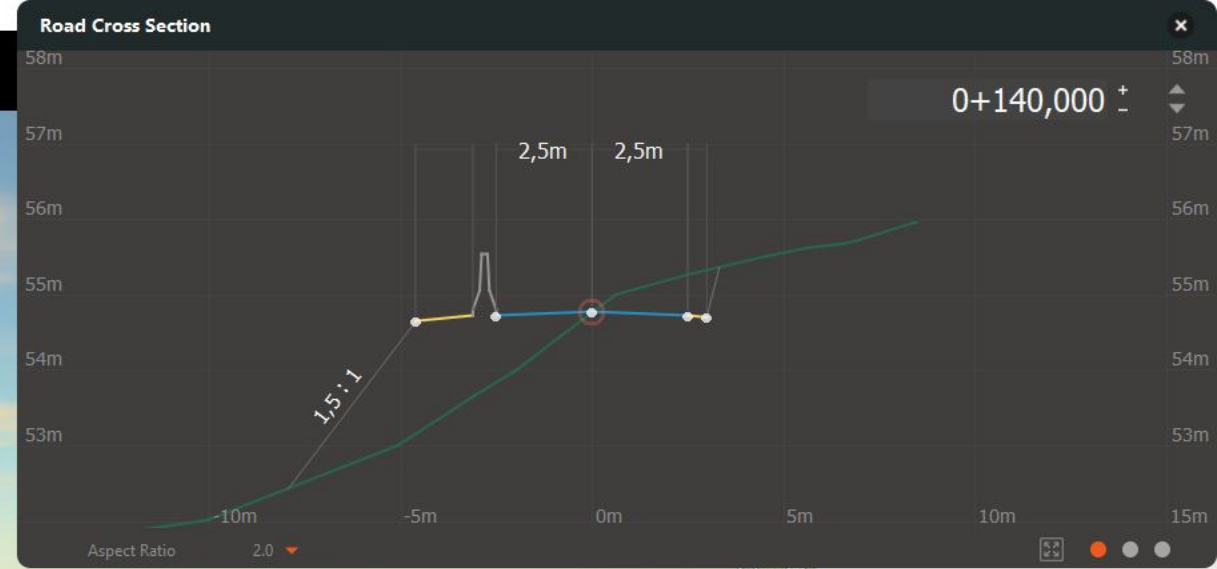 Road Cross Section
58m 58m
0+140,000 + −
57m 57m
2,5m 2,5m
56m 56m
55m 55m
54m 54m
1,5 : 1
53m 53m
-10m -5m 0m 5m 10m 15m
Aspect Ratio 2.0